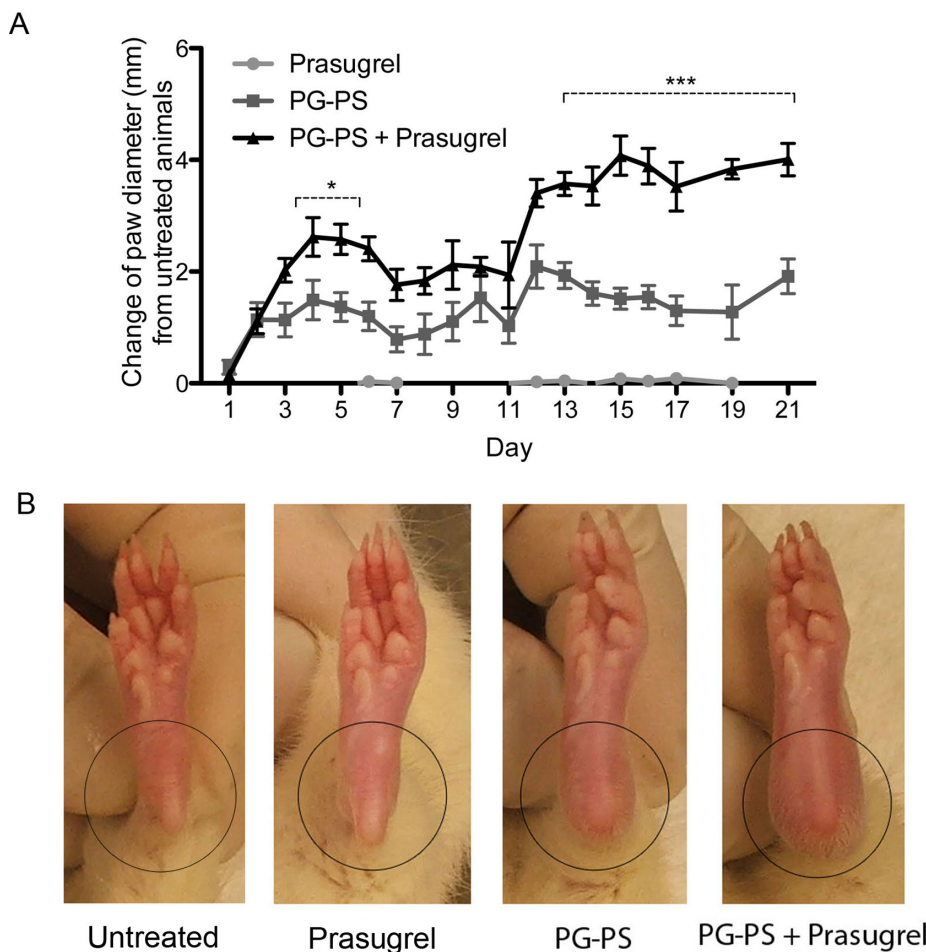 A
Change of paw diameter (mm)
from untreated animals
6
4
2
0
Prasugrel
PG-PS
PG-PS + Prasugrel
*
***
1 3 5 7 9 11 13 15 17 19 21
Day
B
Untreated Prasugrel PG-PS PG-PS + Prasugrel